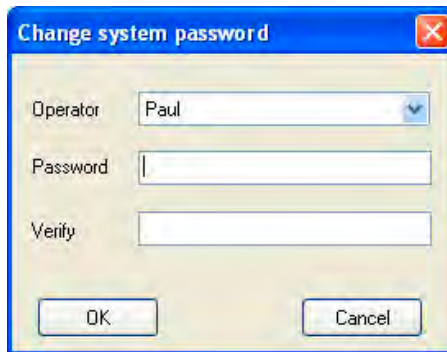 Change system password
Operator Paul
Password
Verify
OK Cancel